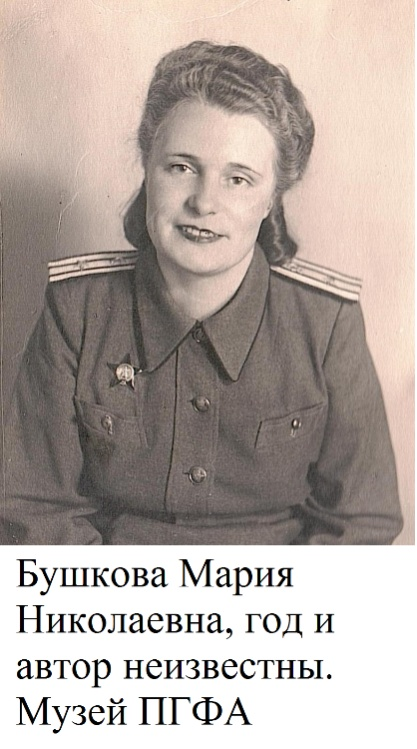 Бушкова Мария
Николаевна, год и
автор неизвестны.
Музей ПГФА